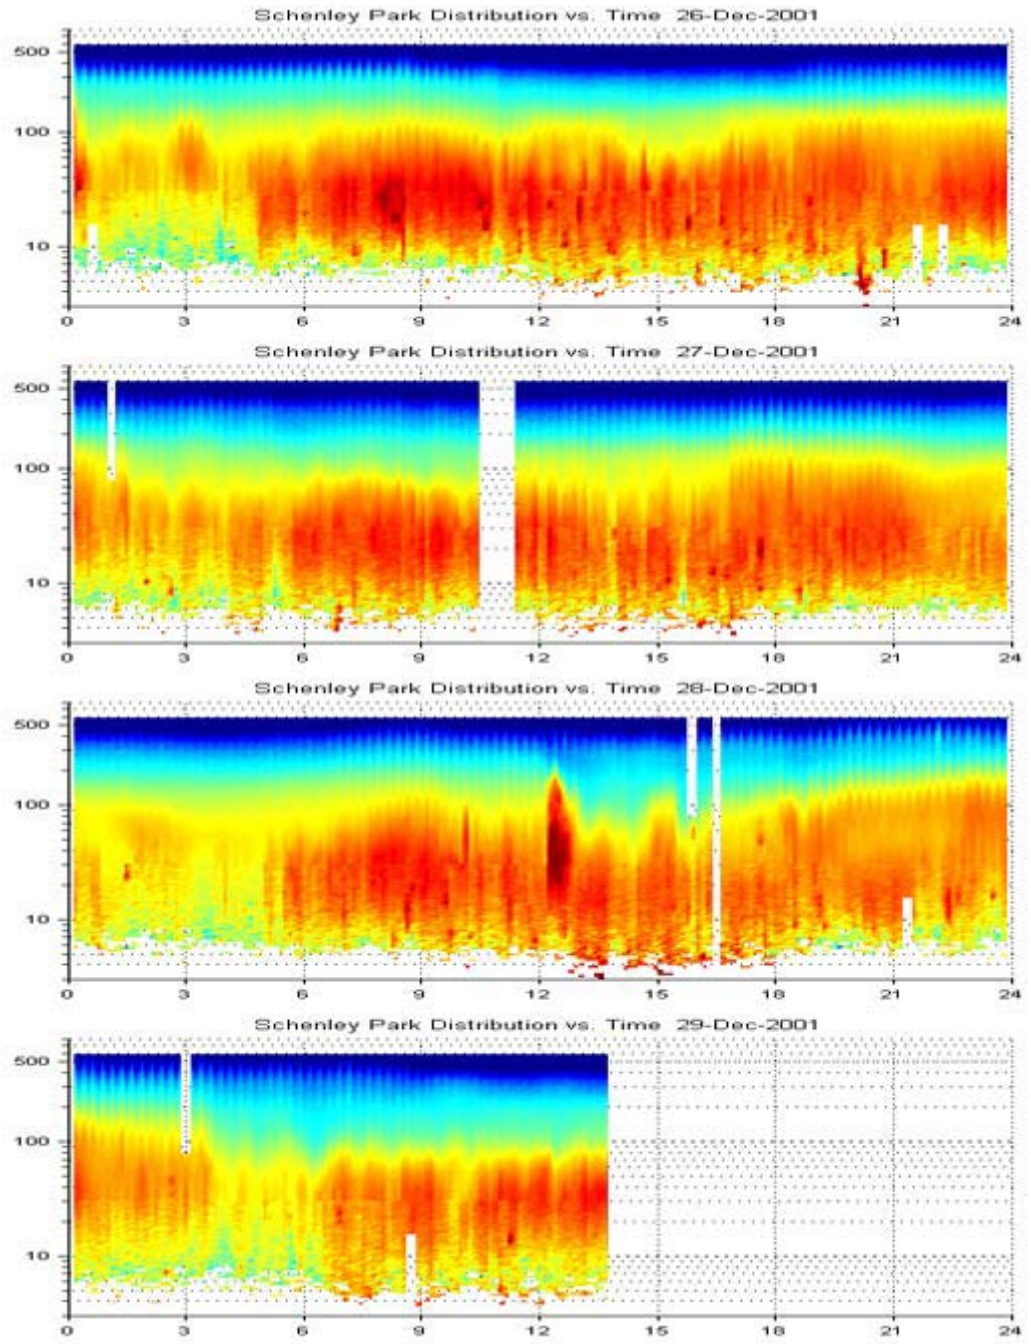 Schenley Park Distribution vs. Time 26-Dec-2001
500
100
10
0 3 6 9 12 15 18 21 24
Schenley Park Distribution vs. Time 27-Dec-2001
500
100
10
0 3 6 9 12 15 18 21 24
Schenley Park Distribution vs. Time 28-Dec-2001
500
100
10
0 3 6 9 12 15 18 21 24
Schenley Park Distribution vs. Time 29-Dec-2001
500
100
10
0 3 6 9 12 15 18 21 24